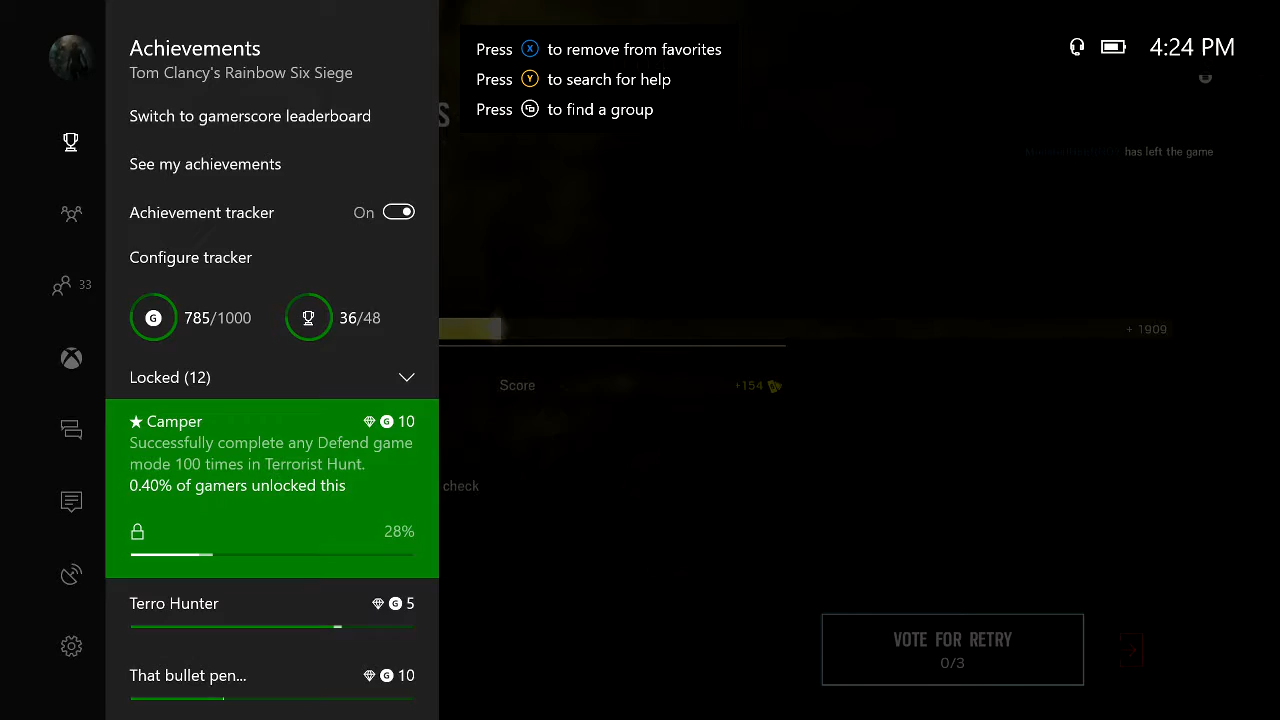 Achievements
Tom Clancy's Rainbow Six Siege
Switch to gamerscore leaderboard
See my achievements
Achievement tracker On
Configure tracker
G 785/1000 36/48
Locked (12)
★ Camper G 10
Successfully complete any Defend game
mode 100 times in Terrorist Hunt.
0.40% of gamers unlocked this
28%
Terro Hunter G 5
That bullet pen... G 10
33
Press X to remove from favorites
Press Y to search for help
Press to find a group
4:24 PM
S
has left the game
+ 1909
Score +154
check
VOTE FOR RETRY
0/3